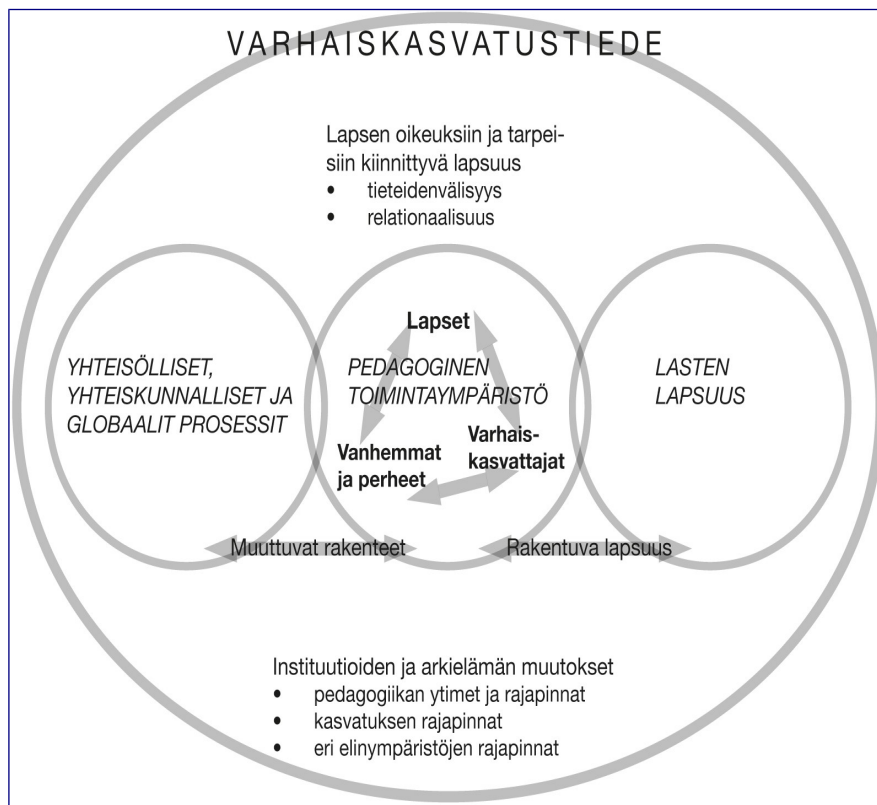 VARHAISKASVATUSTIEDE
Lapsen oikeuksiin ja tarpei-
siin kiinnittyvä lapsuus
• tieteidenvälisyys
• relationaalisuus
YHTEISÖLLISET,
YHTEISKUNNALLISET JA
GLOBAALIT PROSESSIT
Lapset
PEDAGOGINEN
TOIMINTAYMPÄRISTÖ
Vanhemmat
ja perheet
Varhais-
kasvattajat
LASTEN
LAPSUUS
Muuttuvat rakenteet
Rakentuva lapsuus
Instituutioiden ja arkielämän muutokset
• pedagogiikan ytimet ja rajapinnat
• kasvatuksen rajapinnat
• eri elinympäristöjen rajapinnat